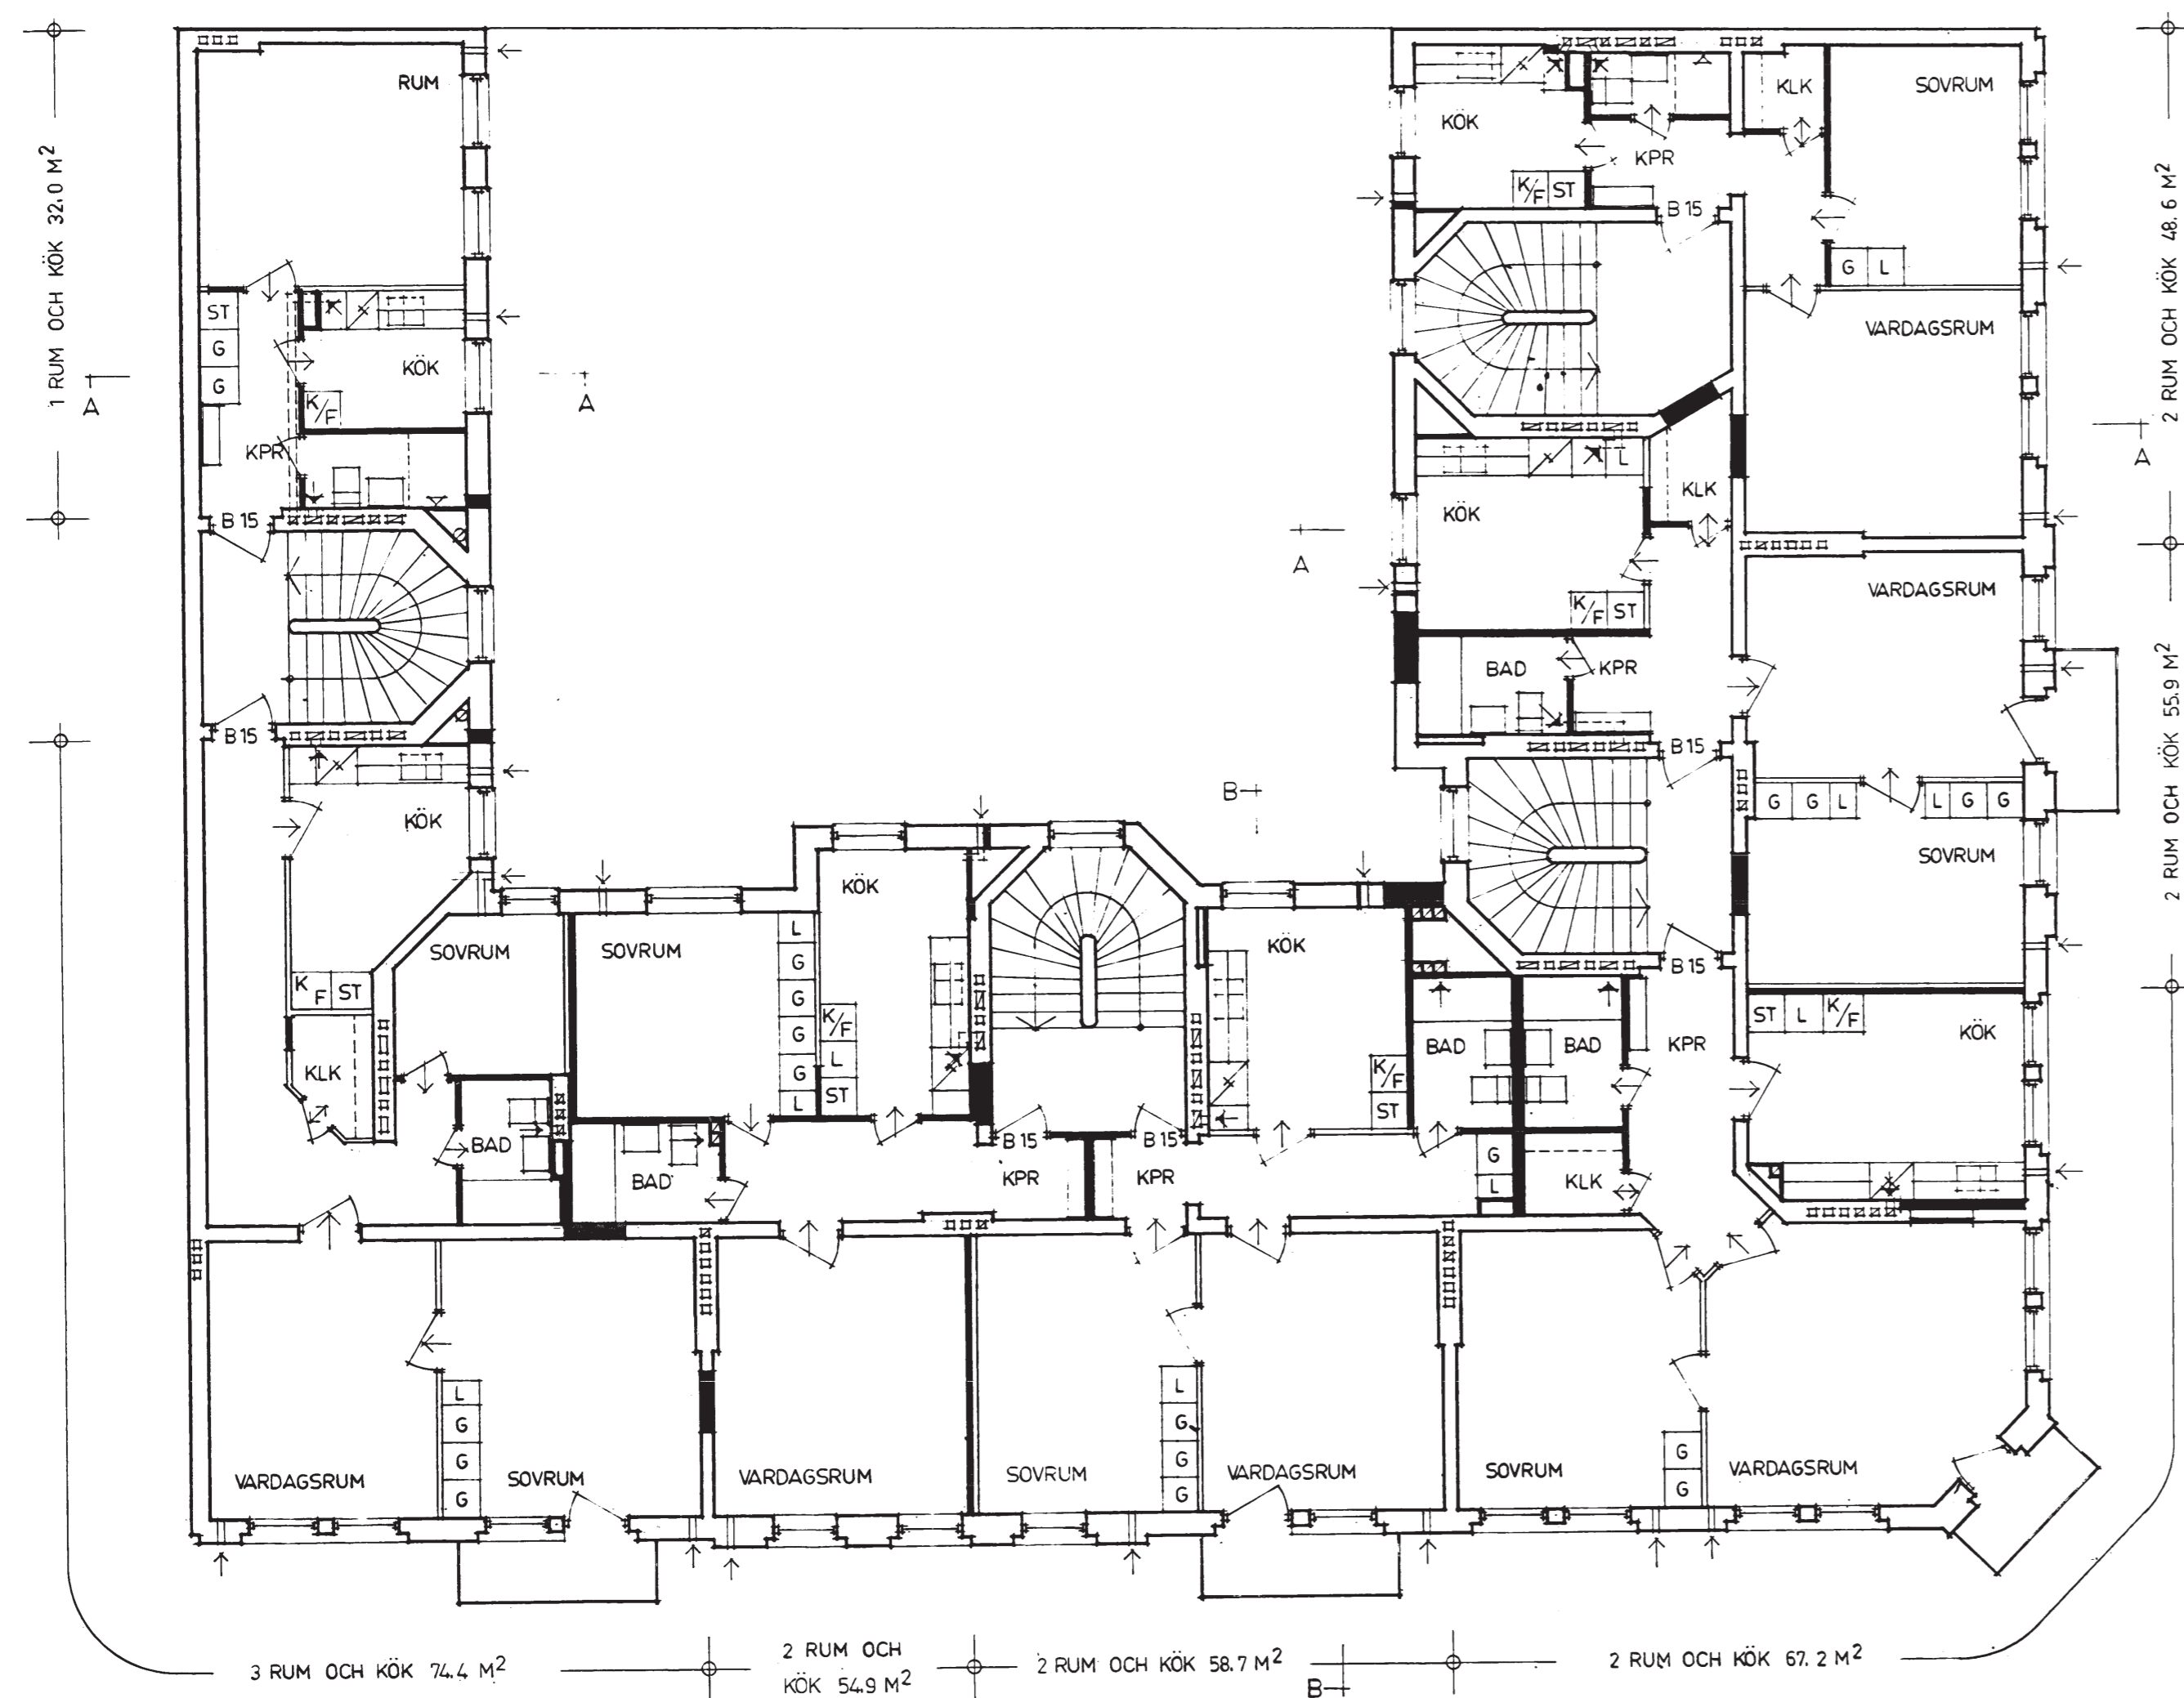 RUM
KÖK
KPR
KLK
SOVRUM
K/F ST
B 15
G L
VARDAGSRUM
1 RUM OCH KÖK 32.0 M²
2 RUM OCH KÖK 48.6 M²
ST
G
G
KÖK
K/F
KPR
A
A
A
A
L
KÖK
KLK
K/F ST
B 15
VARDAGSRUM
BAD
KPR
B 15
B 15
2 RUM OCH KÖK 55.9 M²
G G L
L G G
KÖK
B
SOVRUM
KÖK
SOVRUM
SOVRUM
L
G
G
G
G
L
KÖK
B 15
K F ST
K/F
L
ST
K/F
ST
BAD
BAD
KPR
ST L K/F
KÖK
KLK
BAD
BAD
B 15
B 15
KPR
KPR
G
L
KLK
L
G
G
G
L
G
G
G
G
G
VARDAGSRUM
SOVRUM
VARDAGSRUM
SOVRUM
VARDAGSRUM
SOVRUM
VARDAGSRUM
3 RUM OCH KÖK 74.4 M²
2 RUM OCH
KÖK 54.9 M²
2 RUM OCH KÖK 58.7 M²
B
2 RUM OCH KÖK 67.2 M²